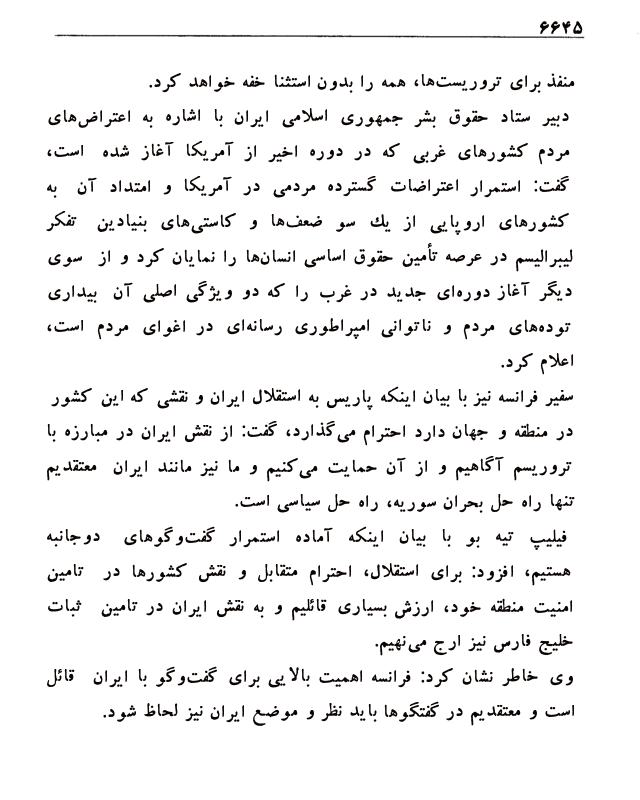 ۶۶۴۵
منفذ برای تروریست‌ها، همه را بدون استثنا خفه خواهد کرد.
دبیر ستاد حقوق بشر جمهوری اسلامی ایران با اشاره به اعتراض‌های
مردم کشورهای غربی که در دوره اخیر از آمریکا آغاز شده است،
گفت: استمرار اعتراضات گسترده مردمی در آمریکا و امتداد آن به
کشورهای اروپایی از یك سو ضعف‌ها و کاستی‌های بنیادین تفکر
لیبرالیسم در عرصه تأمین حقوق اساسی انسان‌ها را نمایان کرد و از سوی
دیگر آغاز دوره‌ای جدید در غرب را که دو ویژگی اصلی آن بیداری
توده‌های مردم و ناتوانی امپراطوری رسانه‌ای در اغوای مردم است،
اعلام کرد.
سفیر فرانسه نیز با بیان اینکه پاریس به استقلال ایران و نقشی که این کشور
در منطقه و جهان دارد احترام می‌گذارد، گفت: از نقش ایران در مبارزه با
تروریسم آگاهیم و از آن حمایت می‌کنیم و ما نیز مانند ایران معتقدیم
تنها راه حل بحران سوریه، راه حل سیاسی است.
فیلیپ تیه بو با بیان اینکه آماده استمرار گفت‌وگوهای دوجانبه
هستیم، افزود: برای استقلال، احترام متقابل و نقش کشورها در تامین
امنیت منطقه خود، ارزش بسیاری قائلیم و به نقش ایران در تامین ثبات
خلیج فارس نیز ارج می‌نهیم.
وی خاطر نشان کرد: فرانسه اهمیت بالایی برای گفت‌وگو با ایران قائل
است و معتقدیم در گفتگوها باید نظر و موضع ایران نیز لحاظ شود.